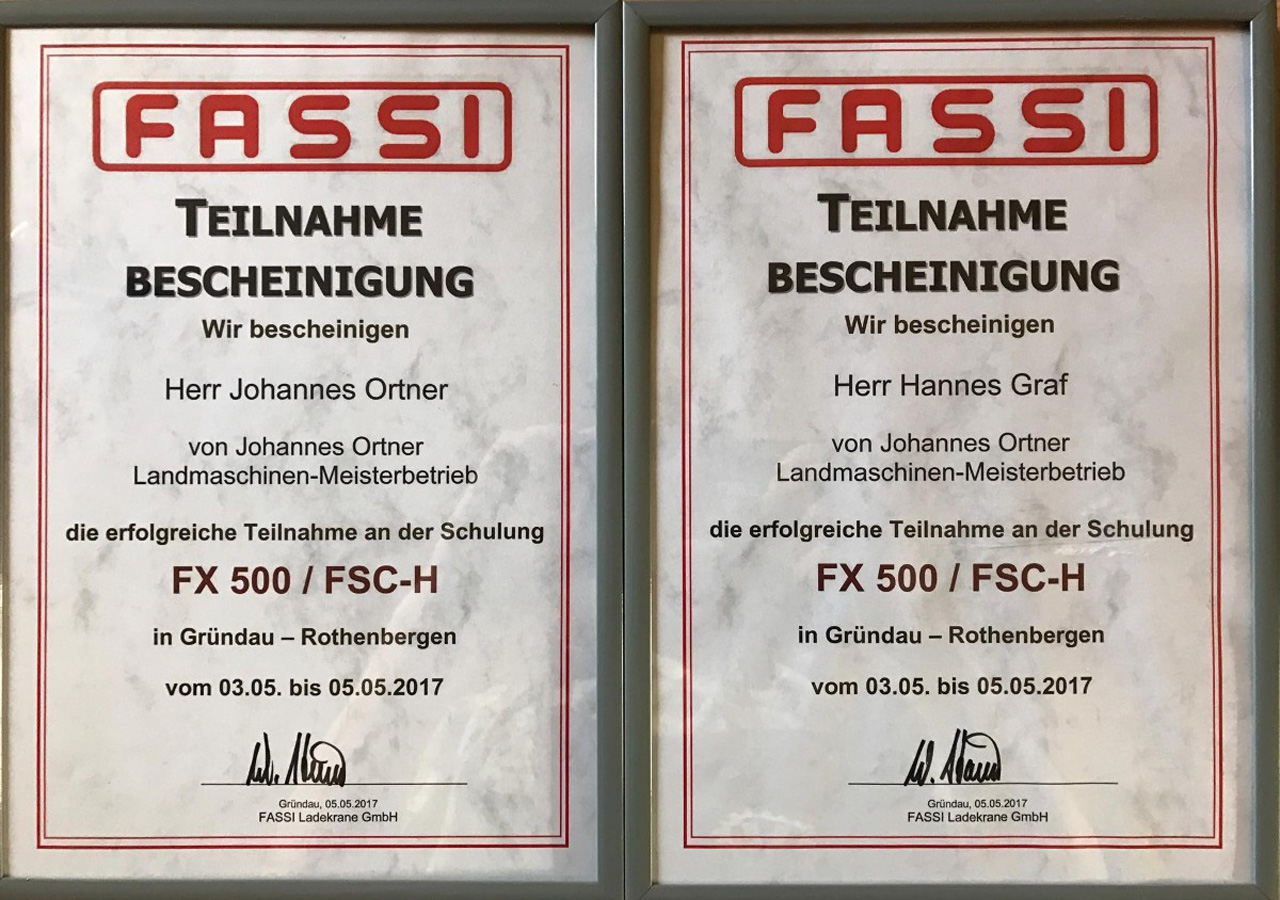 FASSI
TEILNAHME
BESCHEINIGUNG
Wir bescheinigen
Herr Johannes Ortner
von Johannes Ortner
Landmaschinen-Meisterbetrieb
die erfolgreiche Teilnahme an der Schulung
FX 500 / FSC-H
in Gründau – Rothenbergen
vom 03.05. bis 05.05.2017
Gründau, 05.05.2017
FASSI Ladekrane GmbH
FASSI
TEILNAHME
BESCHEINIGUNG
Wir bescheinigen
Herr Hannes Graf
von Johannes Ortner
Landmaschinen-Meisterbetrieb
die erfolgreiche Teilnahme an der Schulung
FX 500 / FSC-H
in Gründau – Rothenbergen
vom 03.05. bis 05.05.2017
Gründau, 05.05.2017
FASSI Ladekrane GmbH